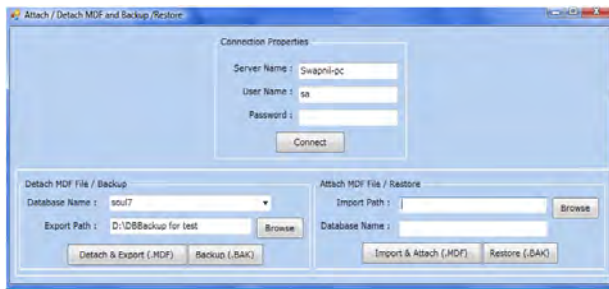 Attach / Detach MDF and Backup /Restore
Connection Properties
Server Name : Swapnil-pc
User Name : sa
Password :
Connect
Detach MDF File / Backup
Database Name : soul7
Export Path : D:\DBBackup for test Browse
Detach & Export (.MDF) Backup (.BAK)
Attach MDF File / Restore
Import Path : Browse
Database Name :
Import & Attach (.MDF) Restore (.BAK)